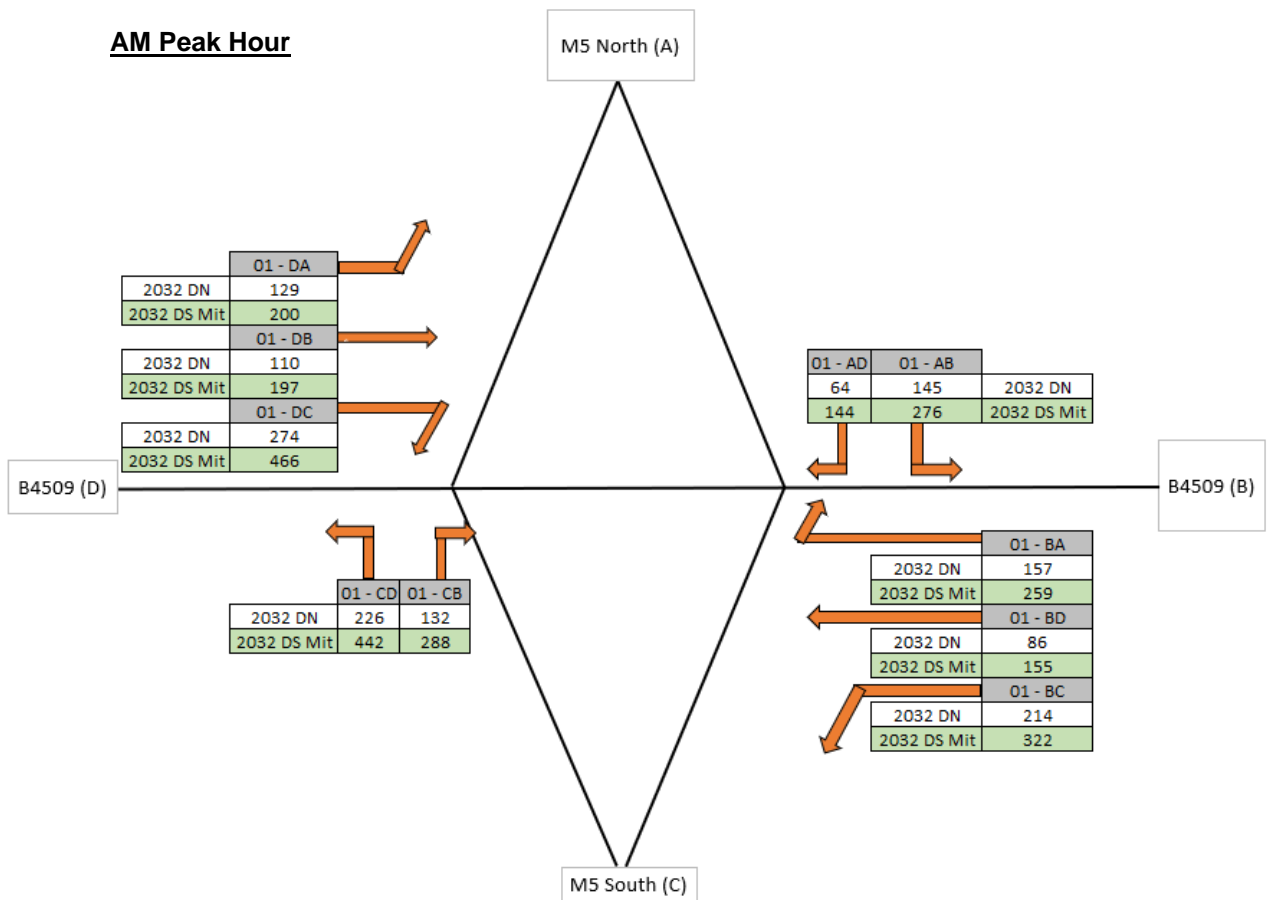 AM Peak Hour
M5 North (A)
01 - DA
2032 DN 129
2032 DS Mit 200
01 - DB
2032 DN 110
2032 DS Mit 197
01 - DC
2032 DN 274
2032 DS Mit 466
01 - AD 01 - AB
64 145 2032 DN
144 276 2032 DS Mit
B4509 (D)
B4509 (B)
01 - CD 01 - CB
2032 DN 226 132
2032 DS Mit 442 288
01 - BA
2032 DN 157
2032 DS Mit 259
01 - BD
2032 DN 86
2032 DS Mit 155
01 - BC
2032 DN 214
2032 DS Mit 322
M5 South (C)